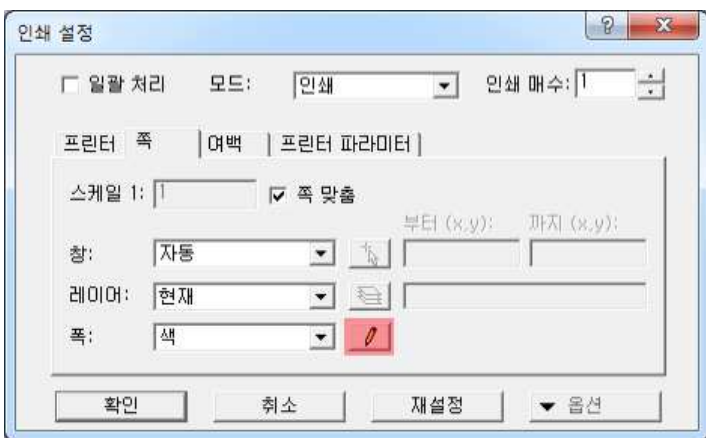 인쇄 설정
일괄 처리 모드: 인쇄 인쇄 매수: 1
프린터 쪽 여백 프린터 파라미터
스케일 1: 1 쪽 맞춤
부터 (x,y): 까지 (x,y):
창: 자동
레이어: 현재
폭: 색
확인 취소 재설정 옵션